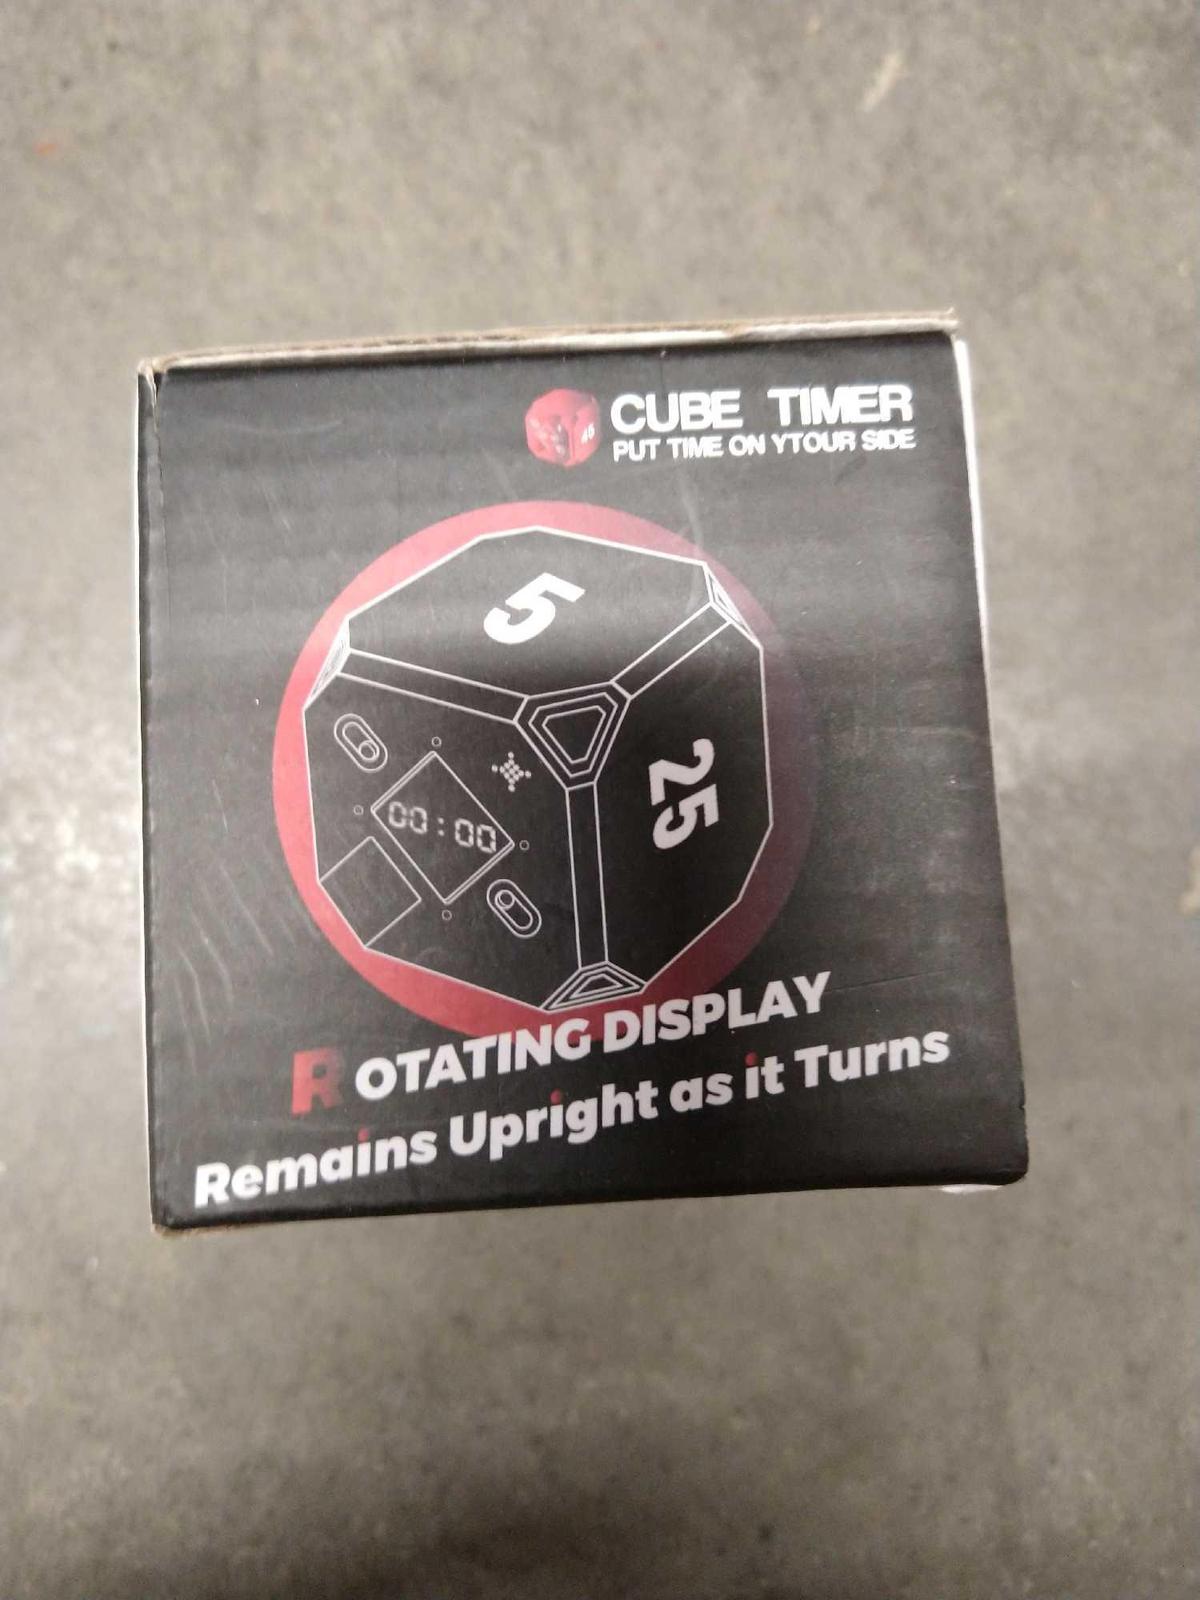 CUBE TIMER
PUT TIME ON YTOUR SIDE
5
25
00:00
ROTATING DISPLAY
Remains Upright as it Turns